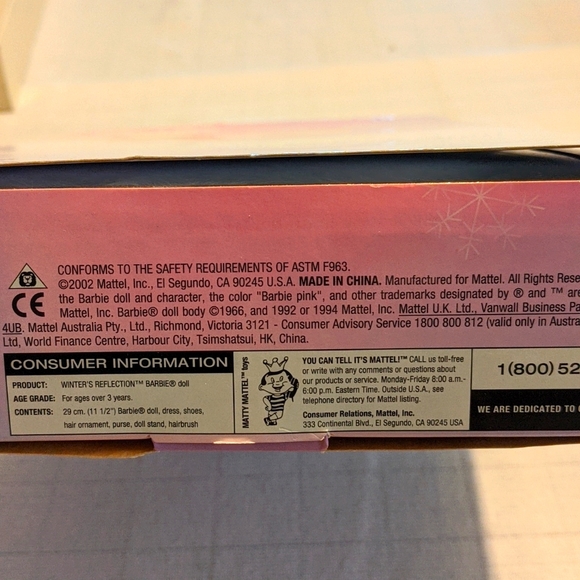 CONFORMS TO THE SAFETY REQUIREMENTS OF ASTM F963.
©2002 Mattel, Inc., El Segundo, CA 90245 U.S.A. MADE IN CHINA. Manufactured for Mattel. All Rights Rese
the Barbie doll and character, the color "Barbie pink", and other trademarks designated by ® and ™ are
CE
Mattel, Inc. Barbie® doll body ©1966, and 1992 or 1994 Mattel, Inc. Mattel U.K. Ltd., Vanwall Business Pa
4UB. Mattel Australia Pty., Ltd., Richmond, Victoria 3121 - Consumer Advisory Service 1800 800 812 (valid only in Austra
Ltd, World Finance Centre, Harbour City, Tsimshatsui, HK, China.
CONSUMER INFORMATION
PRODUCT: WINTER'S REFLECTION™ BARBIE® doll
AGE GRADE: For ages over 3 years.
CONTENTS: 29 cm. (11 1/2") Barbie® doll, dress, shoes,
hair ornament, purse, doll stand, hairbrush
MATTY MATTEL™ toys
YOU CAN TELL IT'S MATTEL!™ CALL us toll-free
or write with any comments or questions about
our products or service. Monday-Friday 8:00 a.m.-
6:00 p.m. Eastern Time. Outside U.S.A., see
telephone directory for Mattel listing.
Consumer Relations, Mattel, Inc.
333 Continental Blvd., El Segundo, CA 90245 USA
1(800) 52
WE ARE DEDICATED TO